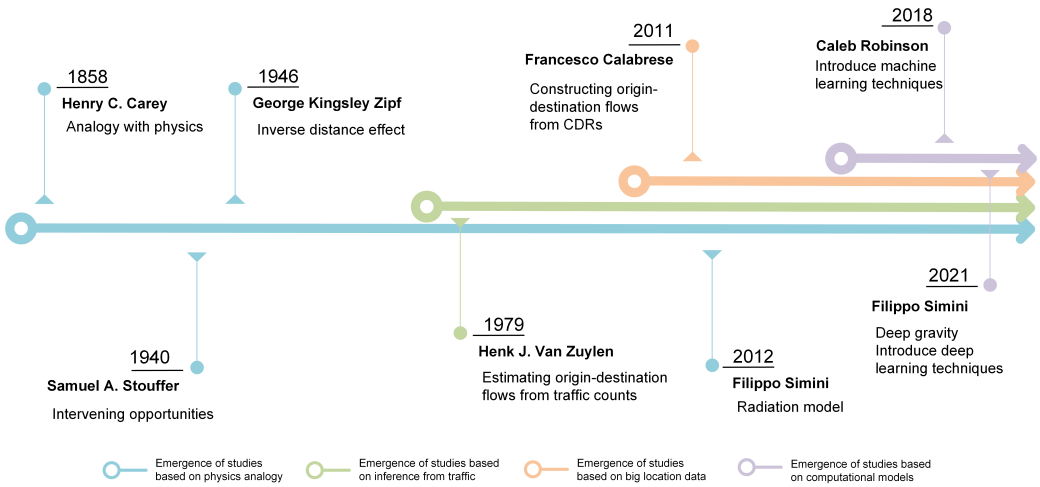 1858
Henry C. Carey
Analogy with physics
1946
George Kingsley Zipf
Inverse distance effect
2011
Francesco Calabrese
Constructing origin-
destination flows
from CDRs
2018
Caleb Robinson
Introduce machine
learning techniques
1940
Samuel A. Stouffer
Intervening opportunities
1979
Henk J. Van Zuylen
Estimating origin-destination
flows from traffic counts
2012
Filippo Simini
Radiation model
2021
Filippo Simini
Deep gravity
Introduce deep
learning techniques
Emergence of studies
based on physics analogy
Emergence of studies based
on inference from traffic
Emergence of studies
based on big location data
Emergence of studies based
on computational models